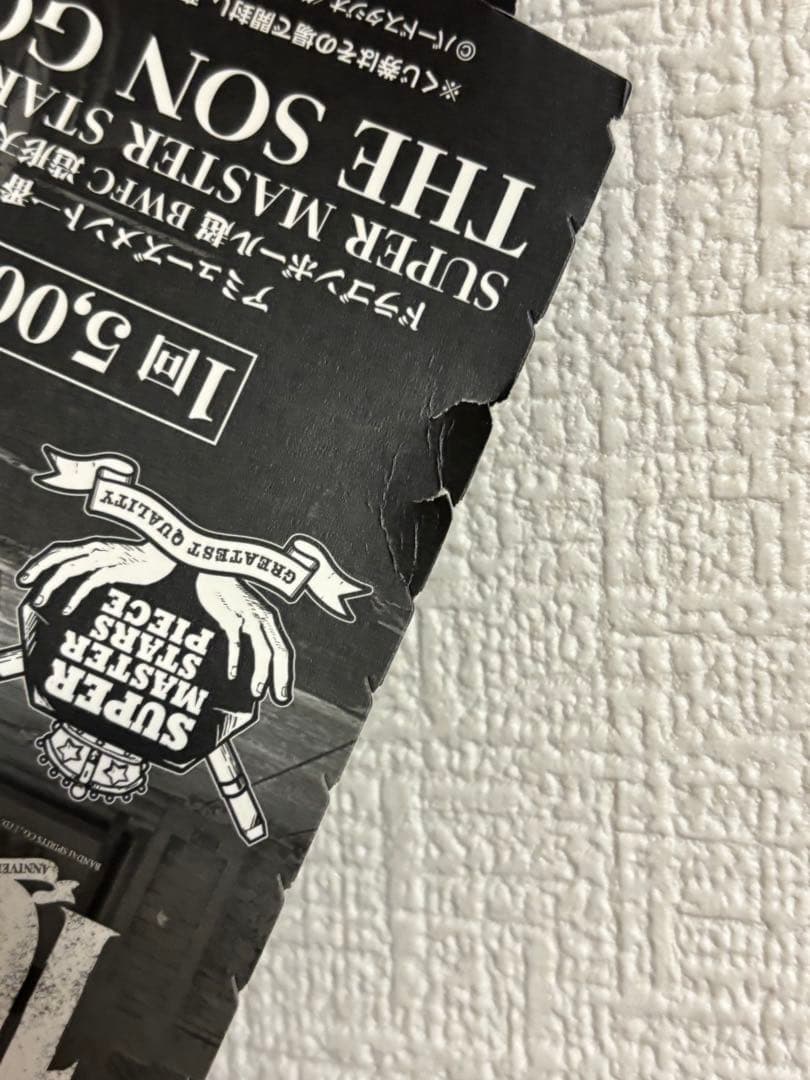 BANDAI SPIRITS CO., LTD.
SUPER
MASTER
STARS
PIECE
GREATEST QUALITY
1回 5,00
アミューズメント一番
ドラゴンボール超 BWFC 造形天
SUPER MASTER STAR
THE SON GO
※くじ券はその場で開封し
©バードスタジオ/